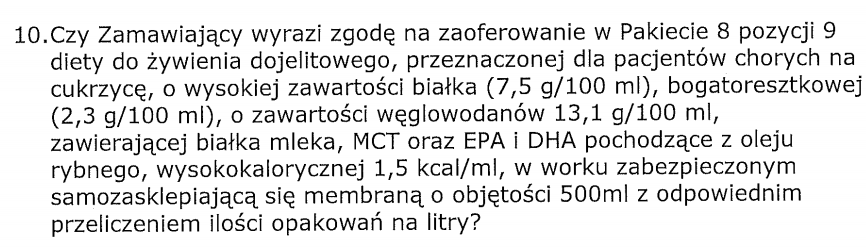 10.Czy Zamawiający wyrazi zgodę na zaoferowanie w Pakiecie 8 pozycji 9
diety do żywienia dojelitowego, przeznaczonej dla pacjentów chorych na
cukrzycę, o wysokiej zawartości białka (7,5 g/100 ml), bogatoresztkowej
(2,3 g/100 ml), o zawartości węglowodanów 13,1 g/100 ml,
zawierającej białka mleka, MCT oraz EPA i DHA pochodzące z oleju
rybnego, wysokokalorycznej 1,5 kcal/ml, w worku zabezpieczonym
samozasklepiającą się membraną o objętości 500ml z odpowiednim
przeliczeniem ilości opakowań na litry?